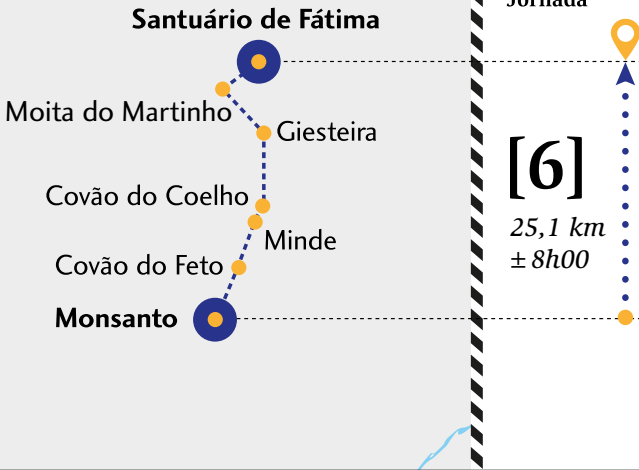 Jornada
Santuário de Fátima
Moita do Martinho
Giesteira
[6]
Covão do Coelho
25,1 km
Minde
± 8h00
Covão do Feto
Monsanto